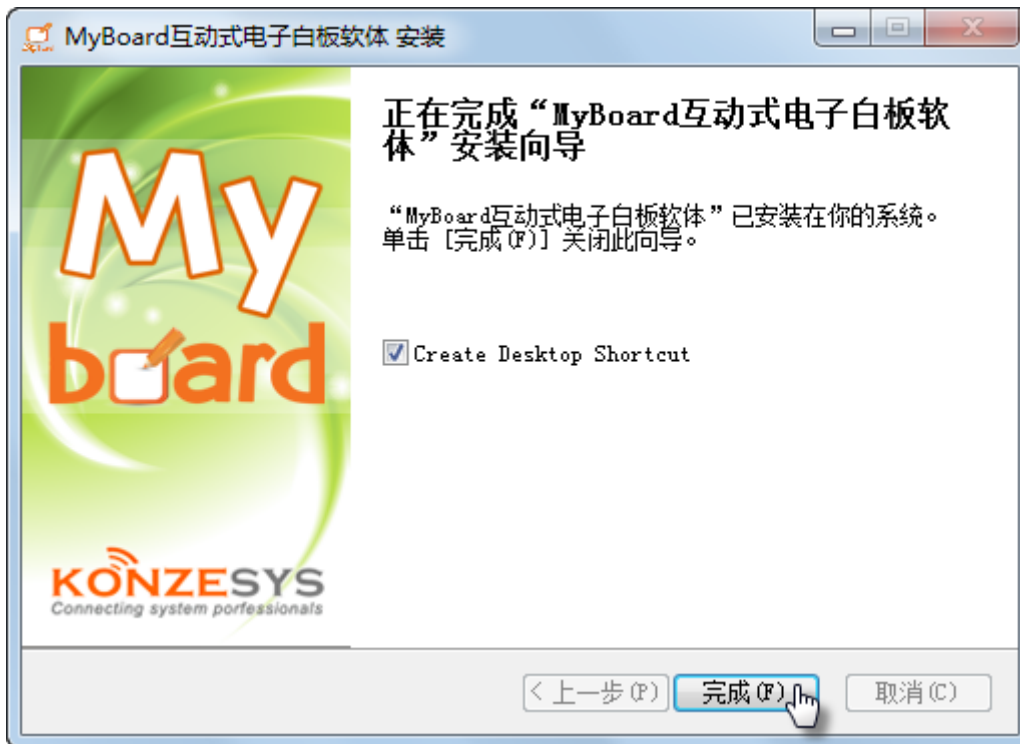 MyBoard互动式电子白板软体 安装
My
board
KONZESYS
Connecting system porfessionals
正在完成“MyBoard互动式电子白板软
体”安装向导
“MyBoard互动式电子白板软体”已安装在你的系统。
单击 [完成(F)] 关闭此向导。
Create Desktop Shortcut
< 上一步(P)
完成(F)
取消(C)